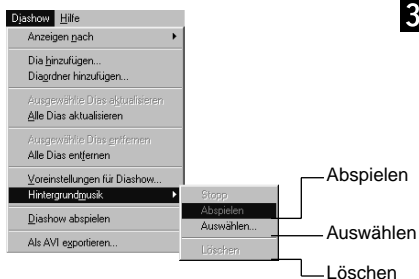 Diashow Hilfe
3
Anzeigen nach
Dia hinzufügen...
Diaordner hinzufügen...
Ausgewählte Dias aktualisieren
Alle Dias aktualisieren
Ausgewählte Dias entfernen
Alle Dias entfernen
Voreinstellungen für Diashow...
Hintergrundmusik
Diashow abspielen
Als AVI exportieren...
Stopp
Abspielen
Auswählen...
Löschen
Abspielen
Auswählen
Löschen